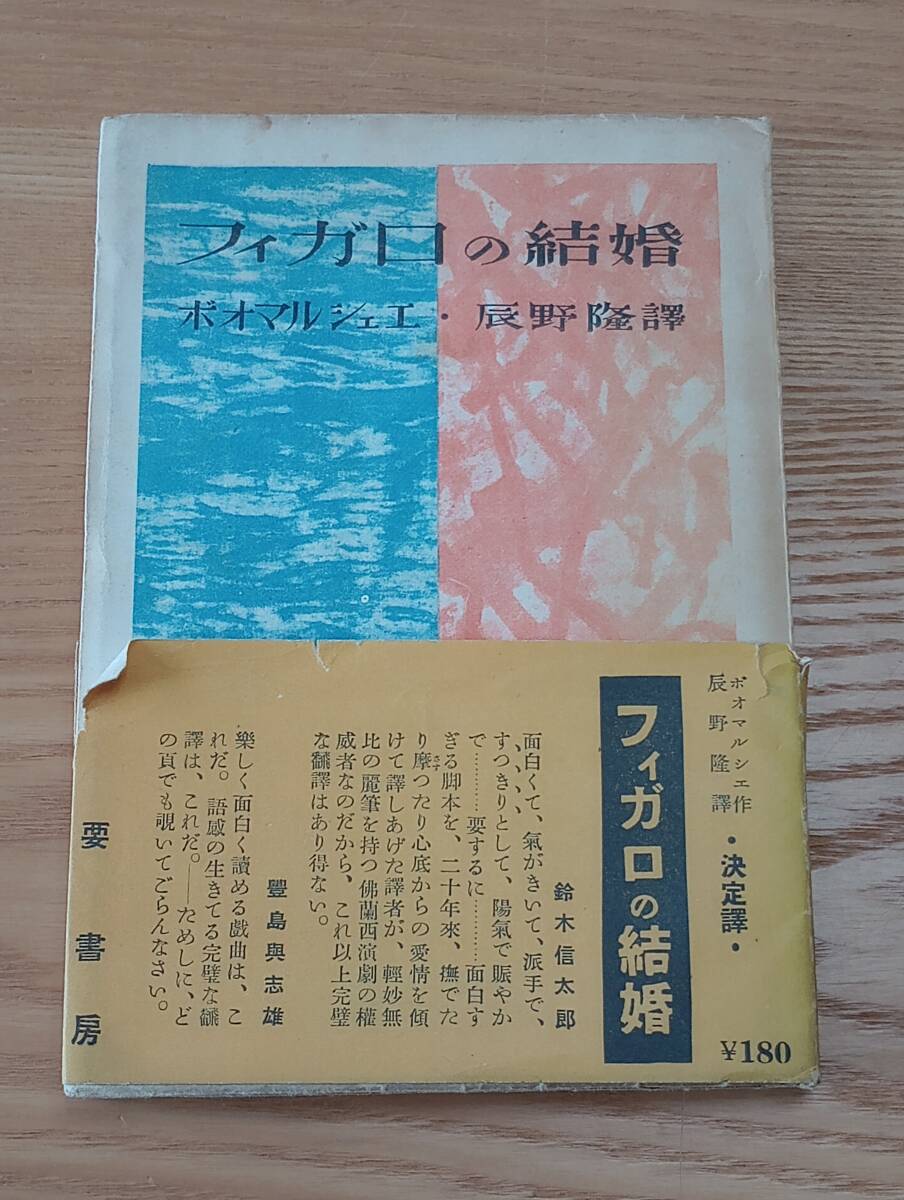 フィガロの結婚
ボオマルシェエ・辰野隆譯
ボオマルシエ作
辰野隆譯
・決定譯・
¥180
フィガロの結婚
鈴木信太郎
面白くて、氣がきいて、派手で、
すつきりとして、陽氣で賑やか
で…………要するに…………面白す
ぎる脚本を、二十年來、撫でた
り摩つたり心底からの愛情を傾
けて譯しあげた譯者が、輕妙無
比の麗筆を持つ佛蘭西演劇の權
威者なのだから、これ以上完璧
な飜譯はあり得ない。
豐島與志雄
樂しく面白く讀める戲曲は、こ
れだ。語感の生きてる完璧な飜
譯は、これだ。――ためしに、ど
の頁でも覗いてごらんなさい。
要書房